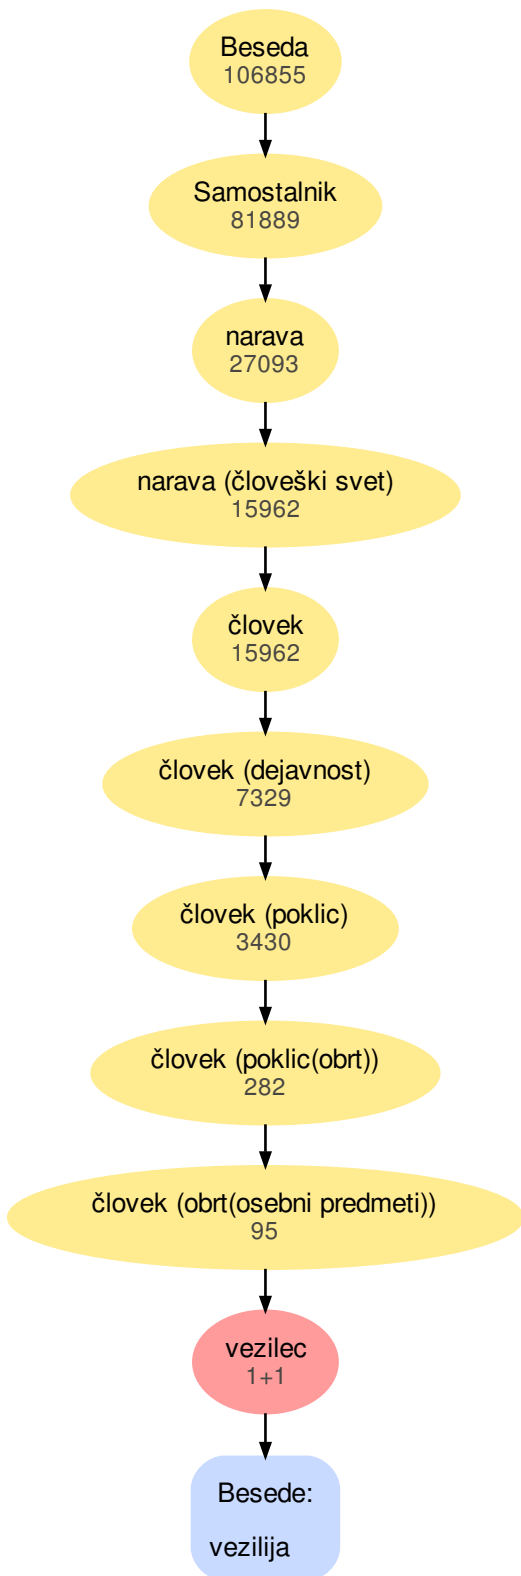 Beseda
106855
Samostalnik
81889
narava
27093
narava (človeški svet)
15962
človek
15962
človek (dejavnost)
7329
človek (poklic)
3430
človek (poklic(obrt))
282
človek (obrt(osebni predmeti))
95
vezilec
1+1
Besede:
vezilija